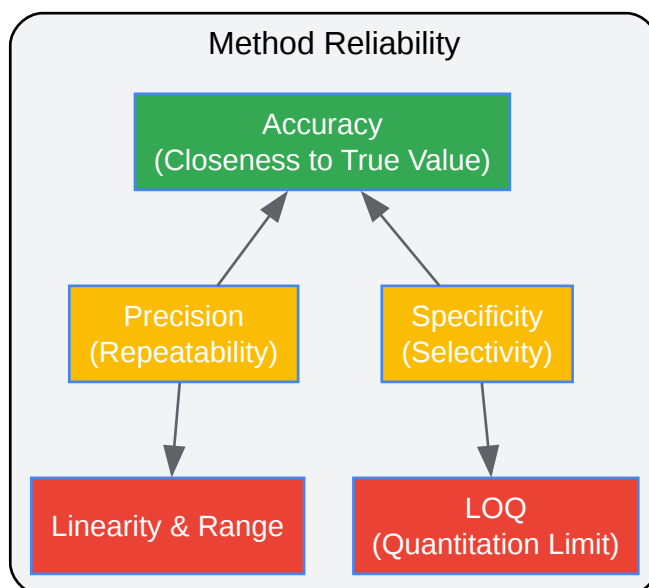 Method Reliability
Accuracy
(Closeness to True Value)
Precision
(Repeatability)
Specificity
(Selectivity)
Linearity & Range
LOQ
(Quantitation Limit)